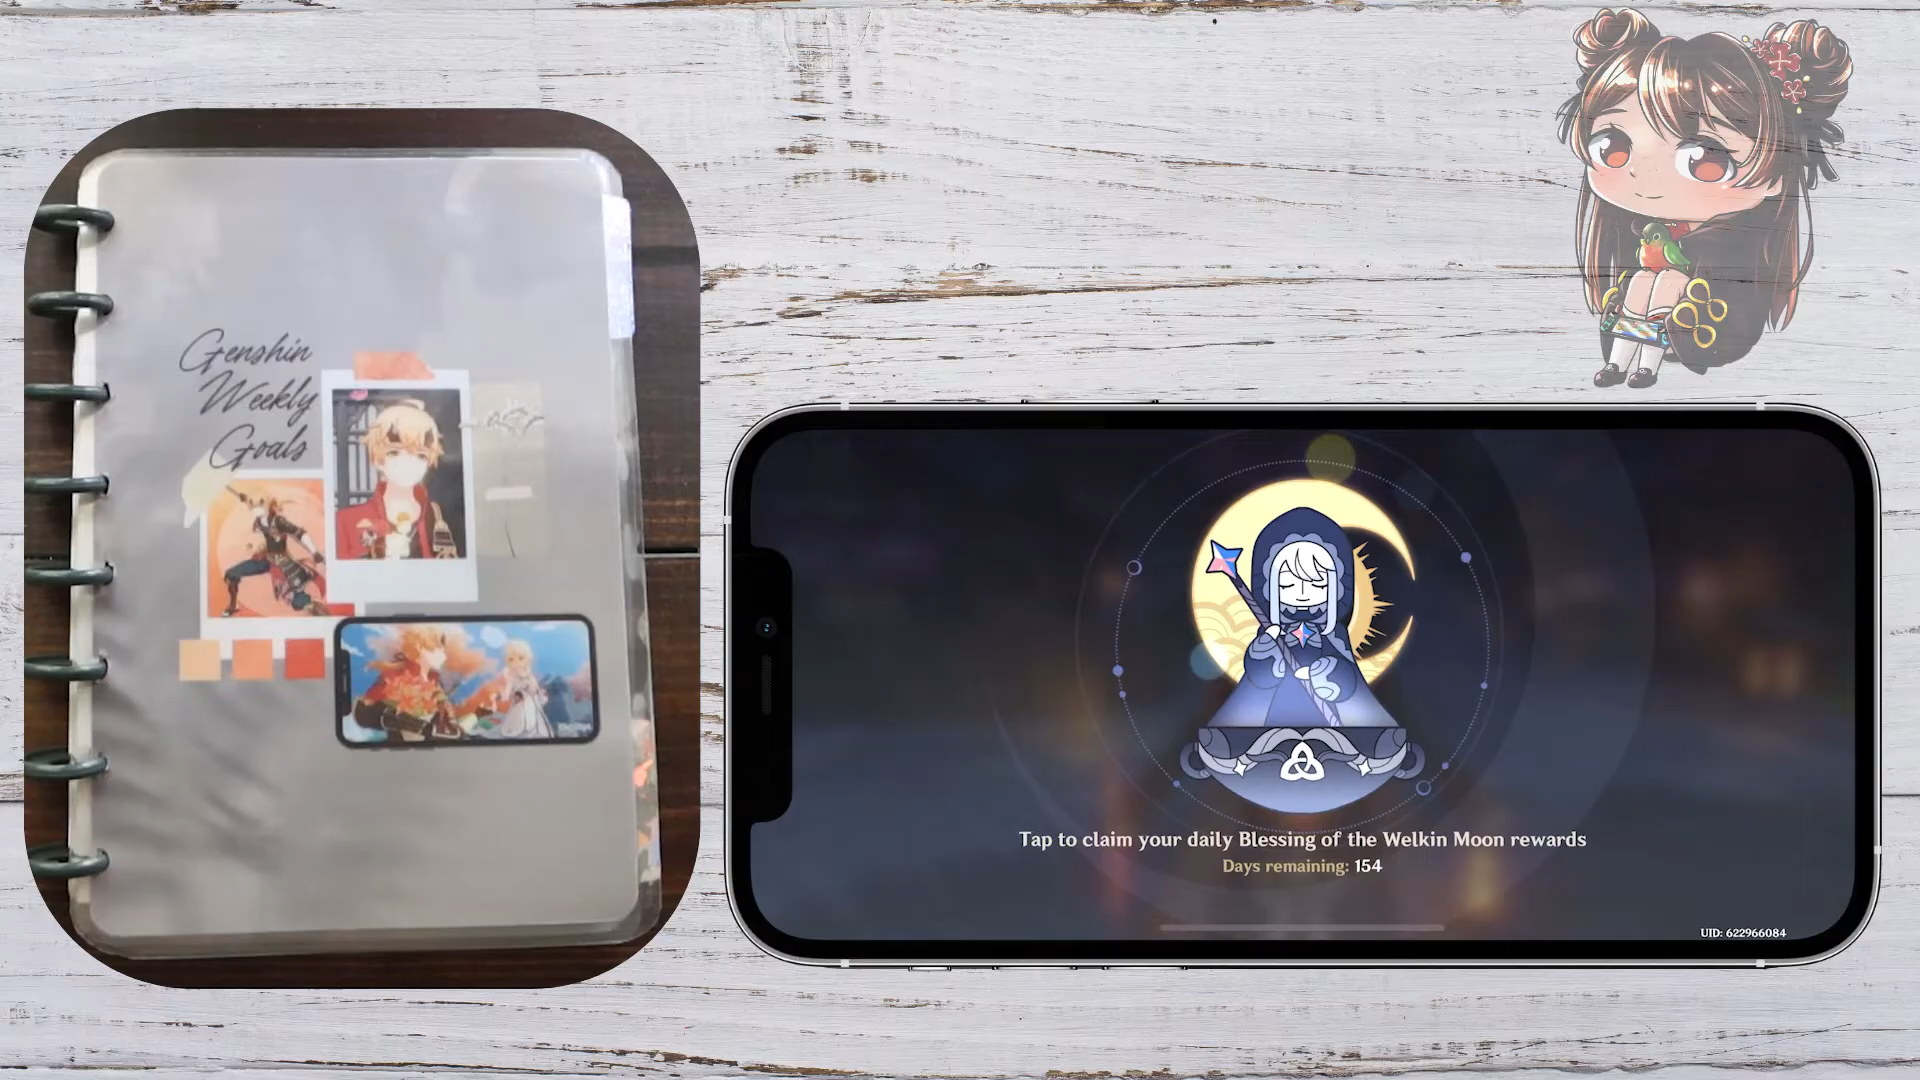 Genshin
Weekly
Goals
Tap to claim your daily Blessing of the Welkin Moon rewards
Days remaining: 154
UID: 622966084